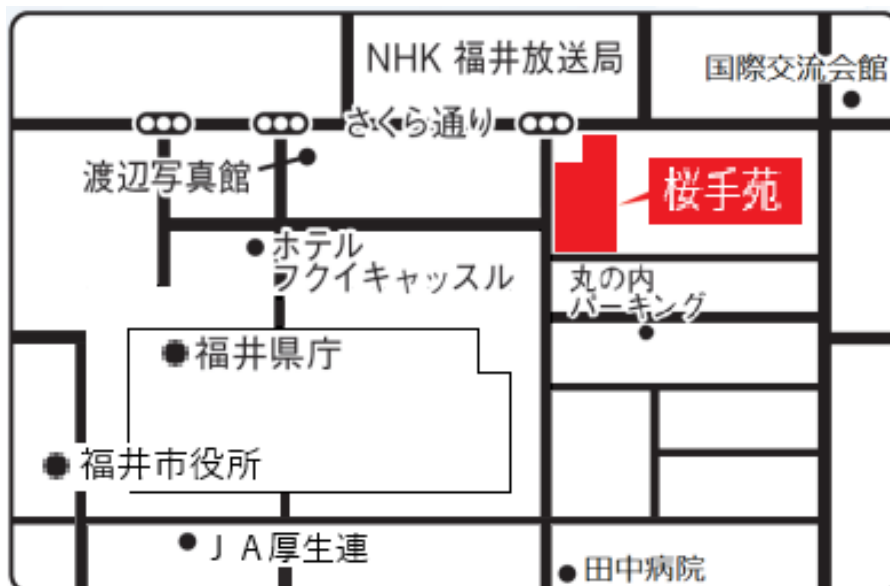 NHK 福井放送局
国際交流会館
さくら通り
渡辺写真館
桜手苑
ホテル
フクイキャッスル
丸の内
パーキング
福井県庁
福井市役所
JA厚生連
田中病院